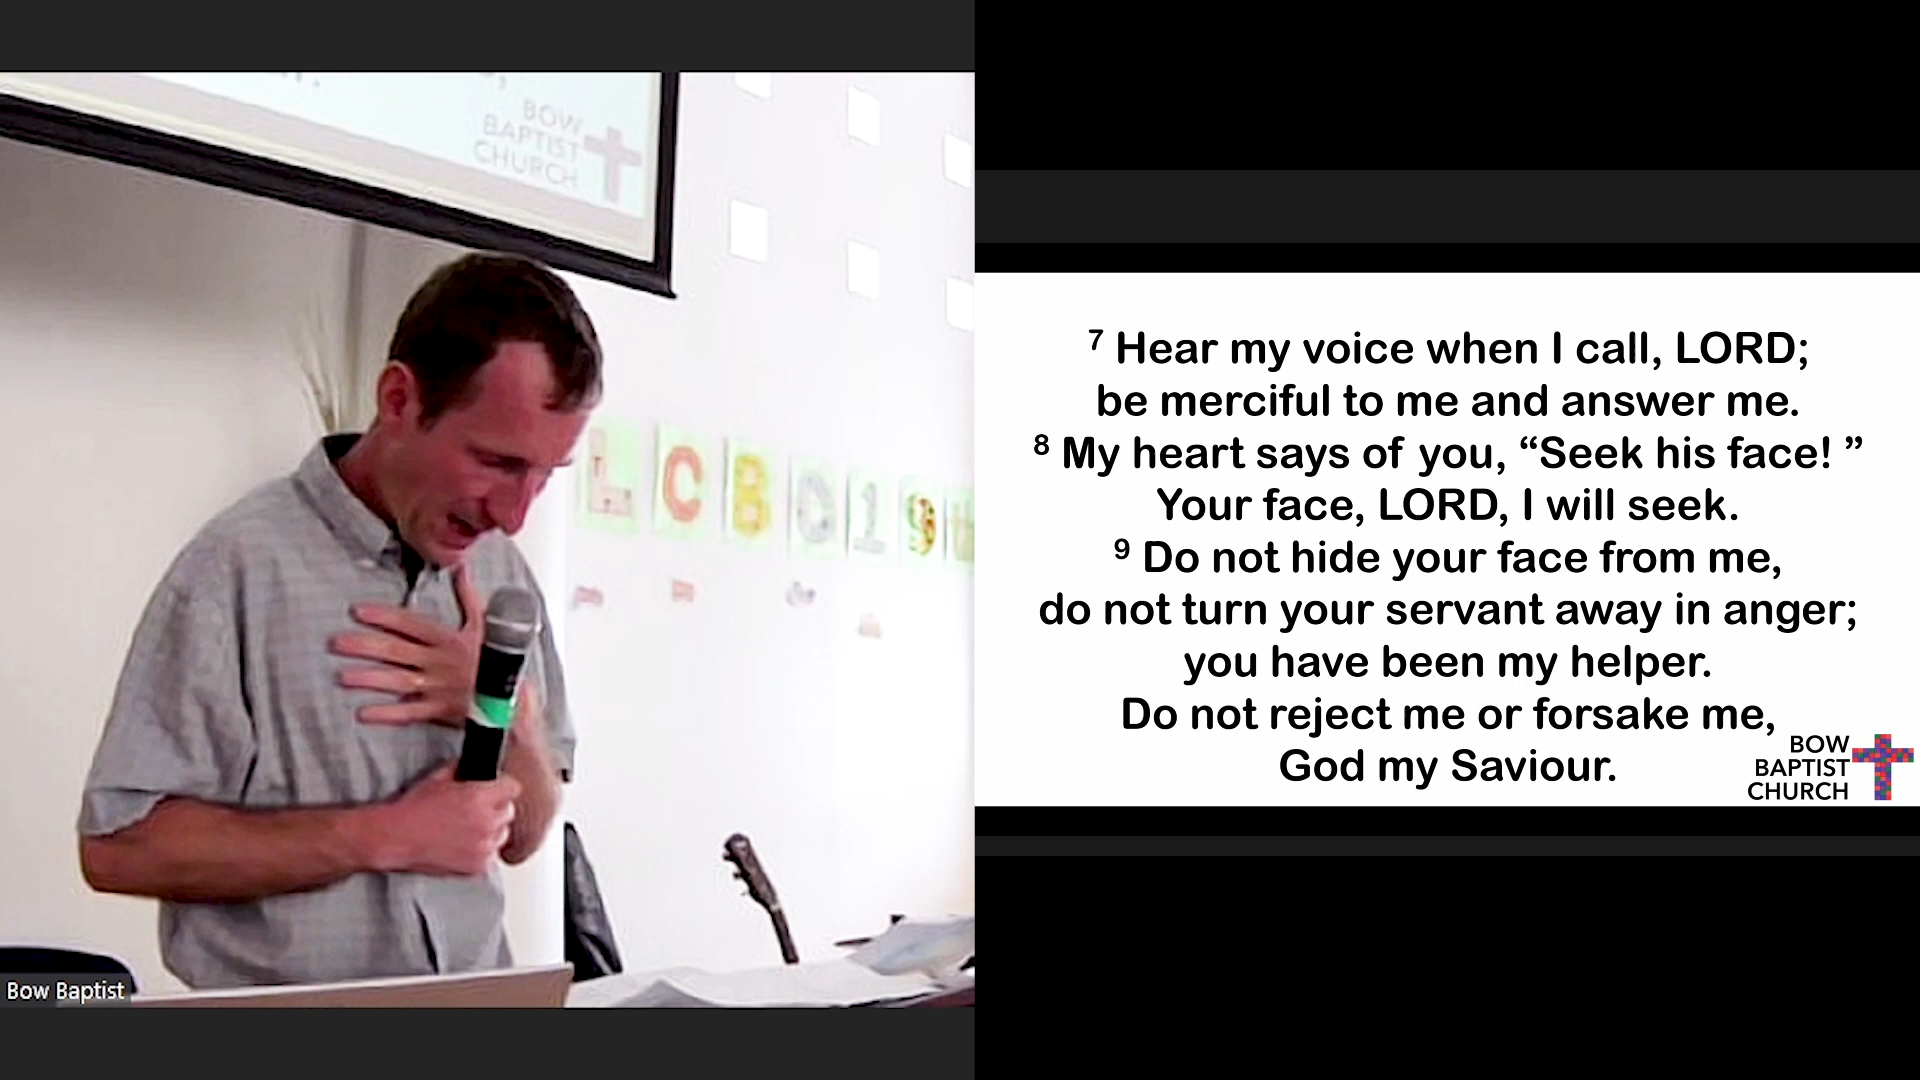 BOW
BAPTIST
CHURCH
L C B C 1 9
Bow Baptist
7 Hear my voice when I call, LORD;
be merciful to me and answer me.
8 My heart says of you, “Seek his face! ”
Your face, LORD, I will seek.
9 Do not hide your face from me,
do not turn your servant away in anger;
you have been my helper.
Do not reject me or forsake me,
God my Saviour.
BOW
BAPTIST
CHURCH